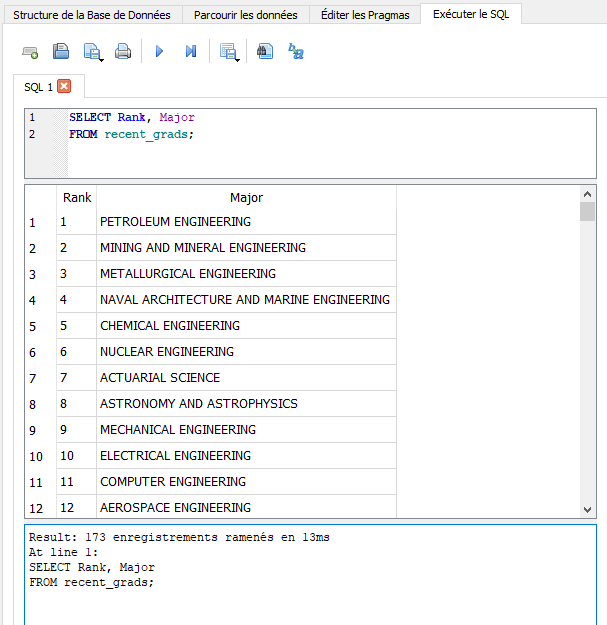 Structure de la Base de Données Parcourir les données Éditer les Pragmas Exécuter le SQL
SQL 1
1 SELECT Rank, Major
2 FROM recent_grads;
Rank Major
1 1 PETROLEUM ENGINEERING
2 2 MINING AND MINERAL ENGINEERING
3 3 METALLURGICAL ENGINEERING
4 4 NAVAL ARCHITECTURE AND MARINE ENGINEERING
5 5 CHEMICAL ENGINEERING
6 6 NUCLEAR ENGINEERING
7 7 ACTUARIAL SCIENCE
8 8 ASTRONOMY AND ASTROPHYSICS
9 9 MECHANICAL ENGINEERING
10 10 ELECTRICAL ENGINEERING
11 11 COMPUTER ENGINEERING
12 12 AEROSPACE ENGINEERING
Result: 173 enregistrements ramenés en 13ms
At line 1:
SELECT Rank, Major
FROM recent_grads;